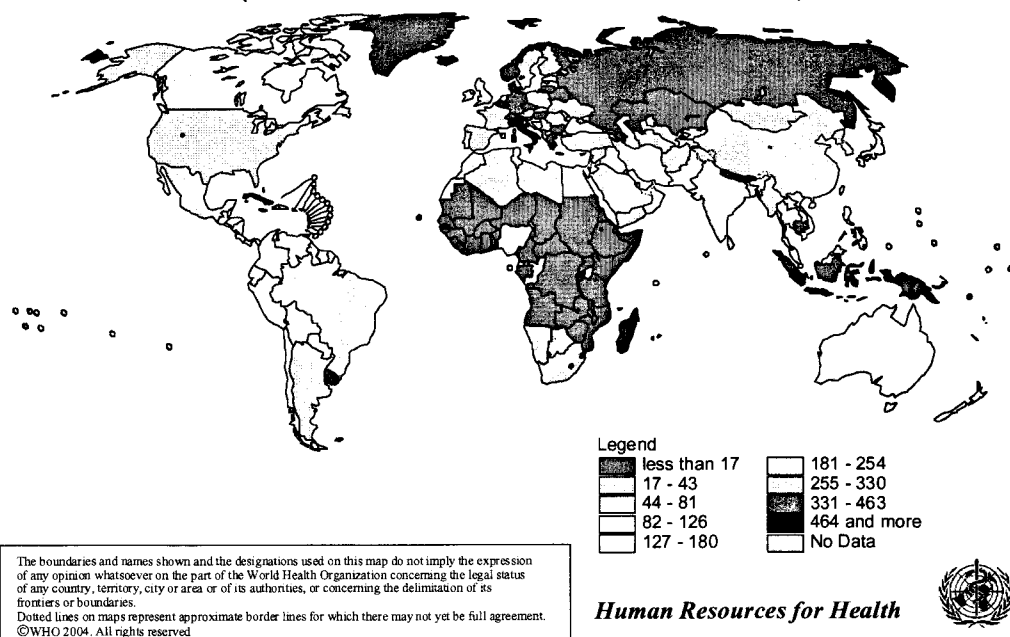 Legend
less than 17
17 - 43
44 - 81
82 - 126
127 - 180
181 - 254
255 - 330
331 - 463
464 and more
No Data
The boundaries and names shown and the designations used on this map do not imply the expression
of any opinion whatsoever on the part of the World Health Organization concerning the legal status
of any country, territory, city or area or of its authorities, or concerning the delimitation of its
frontiers or boundaries.
Dotted lines on maps represent approximate border lines for which there may not yet be full agreement.
©WHO 2004. All rights reserved
Human Resources for Health